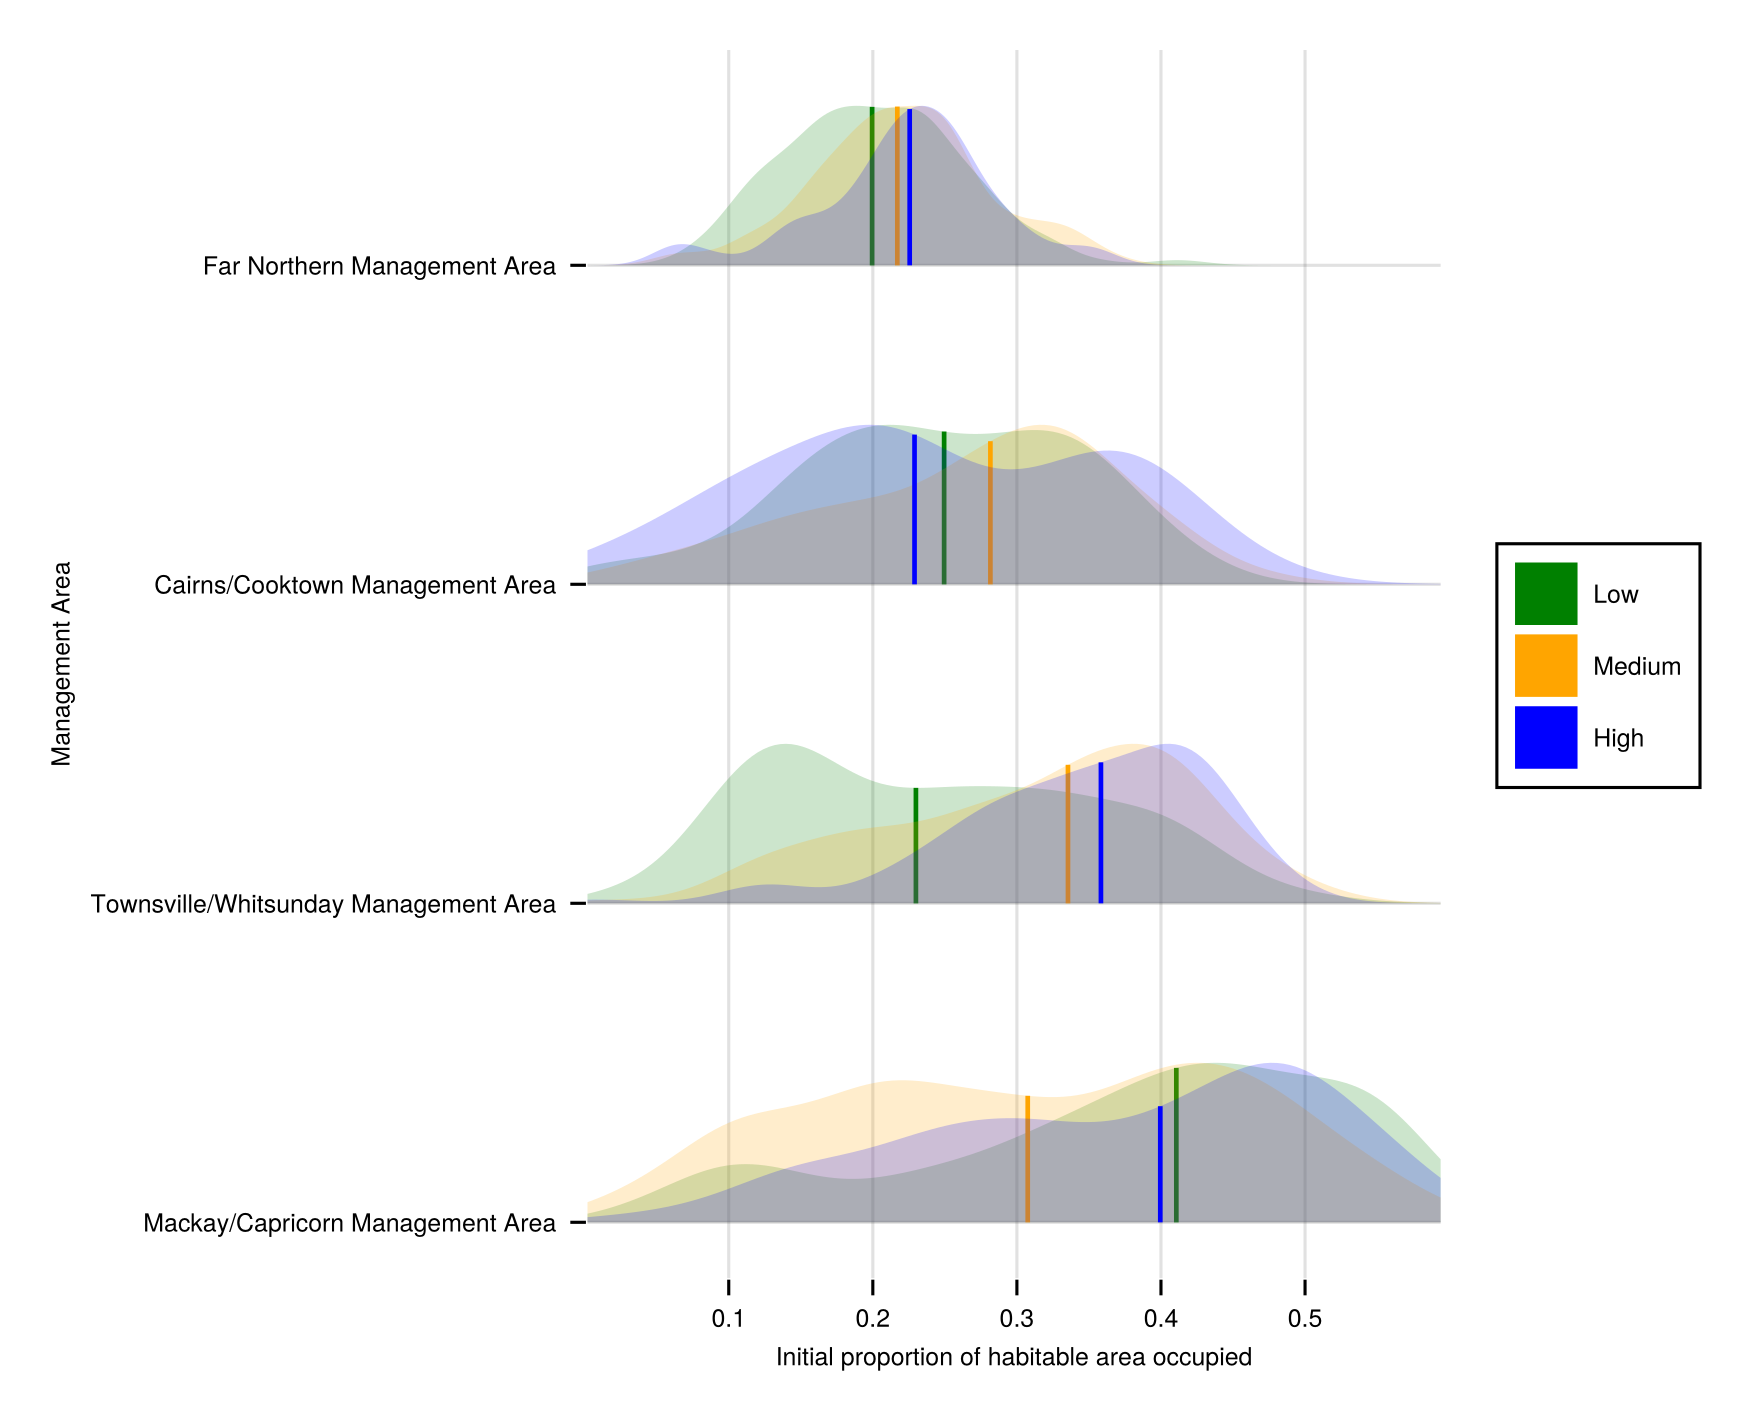 Far Northern Management Area
Cairns/Cooktown Management Area
Townsville/Whitsunday Management Area
Mackay/Capricorn Management Area
Management Area
0.1 0.2 0.3 0.4 0.5
Initial proportion of habitable area occupied
Low
Medium
High